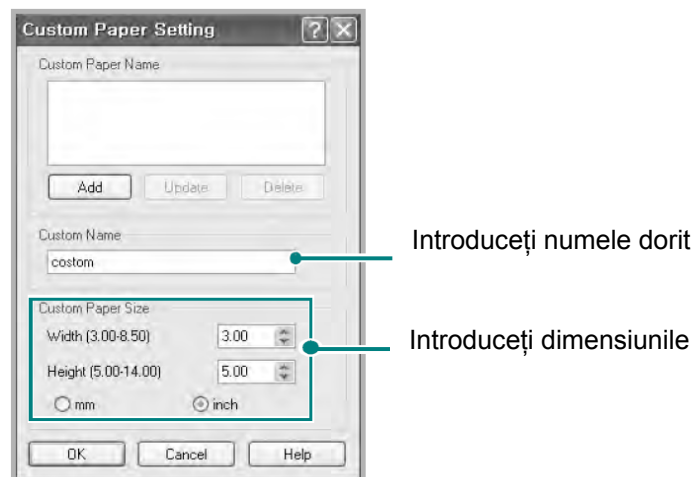 Custom Paper Setting
Custom Paper Name
Add Update Delete
Custom Name
costom
Introduceți numele dorit
Custom Paper Size
Width (3.00-8.50) 3.00
Introduceți dimensiunile
Height (5.00-14.00) 5.00
mm inch
OK Cancel Help